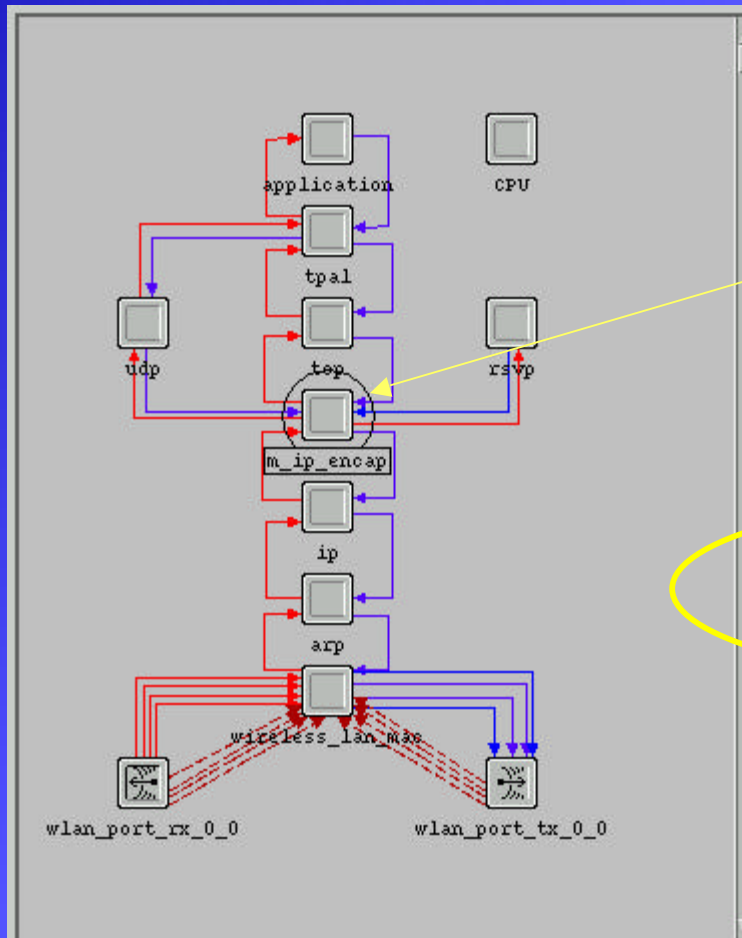 application
CPU
tpal
udp
tcp
rsvp
m_ip_encap
ip
arp
wireless_lan_mac
wlan_port_rx_0_0
wlan_port_tx_0_0